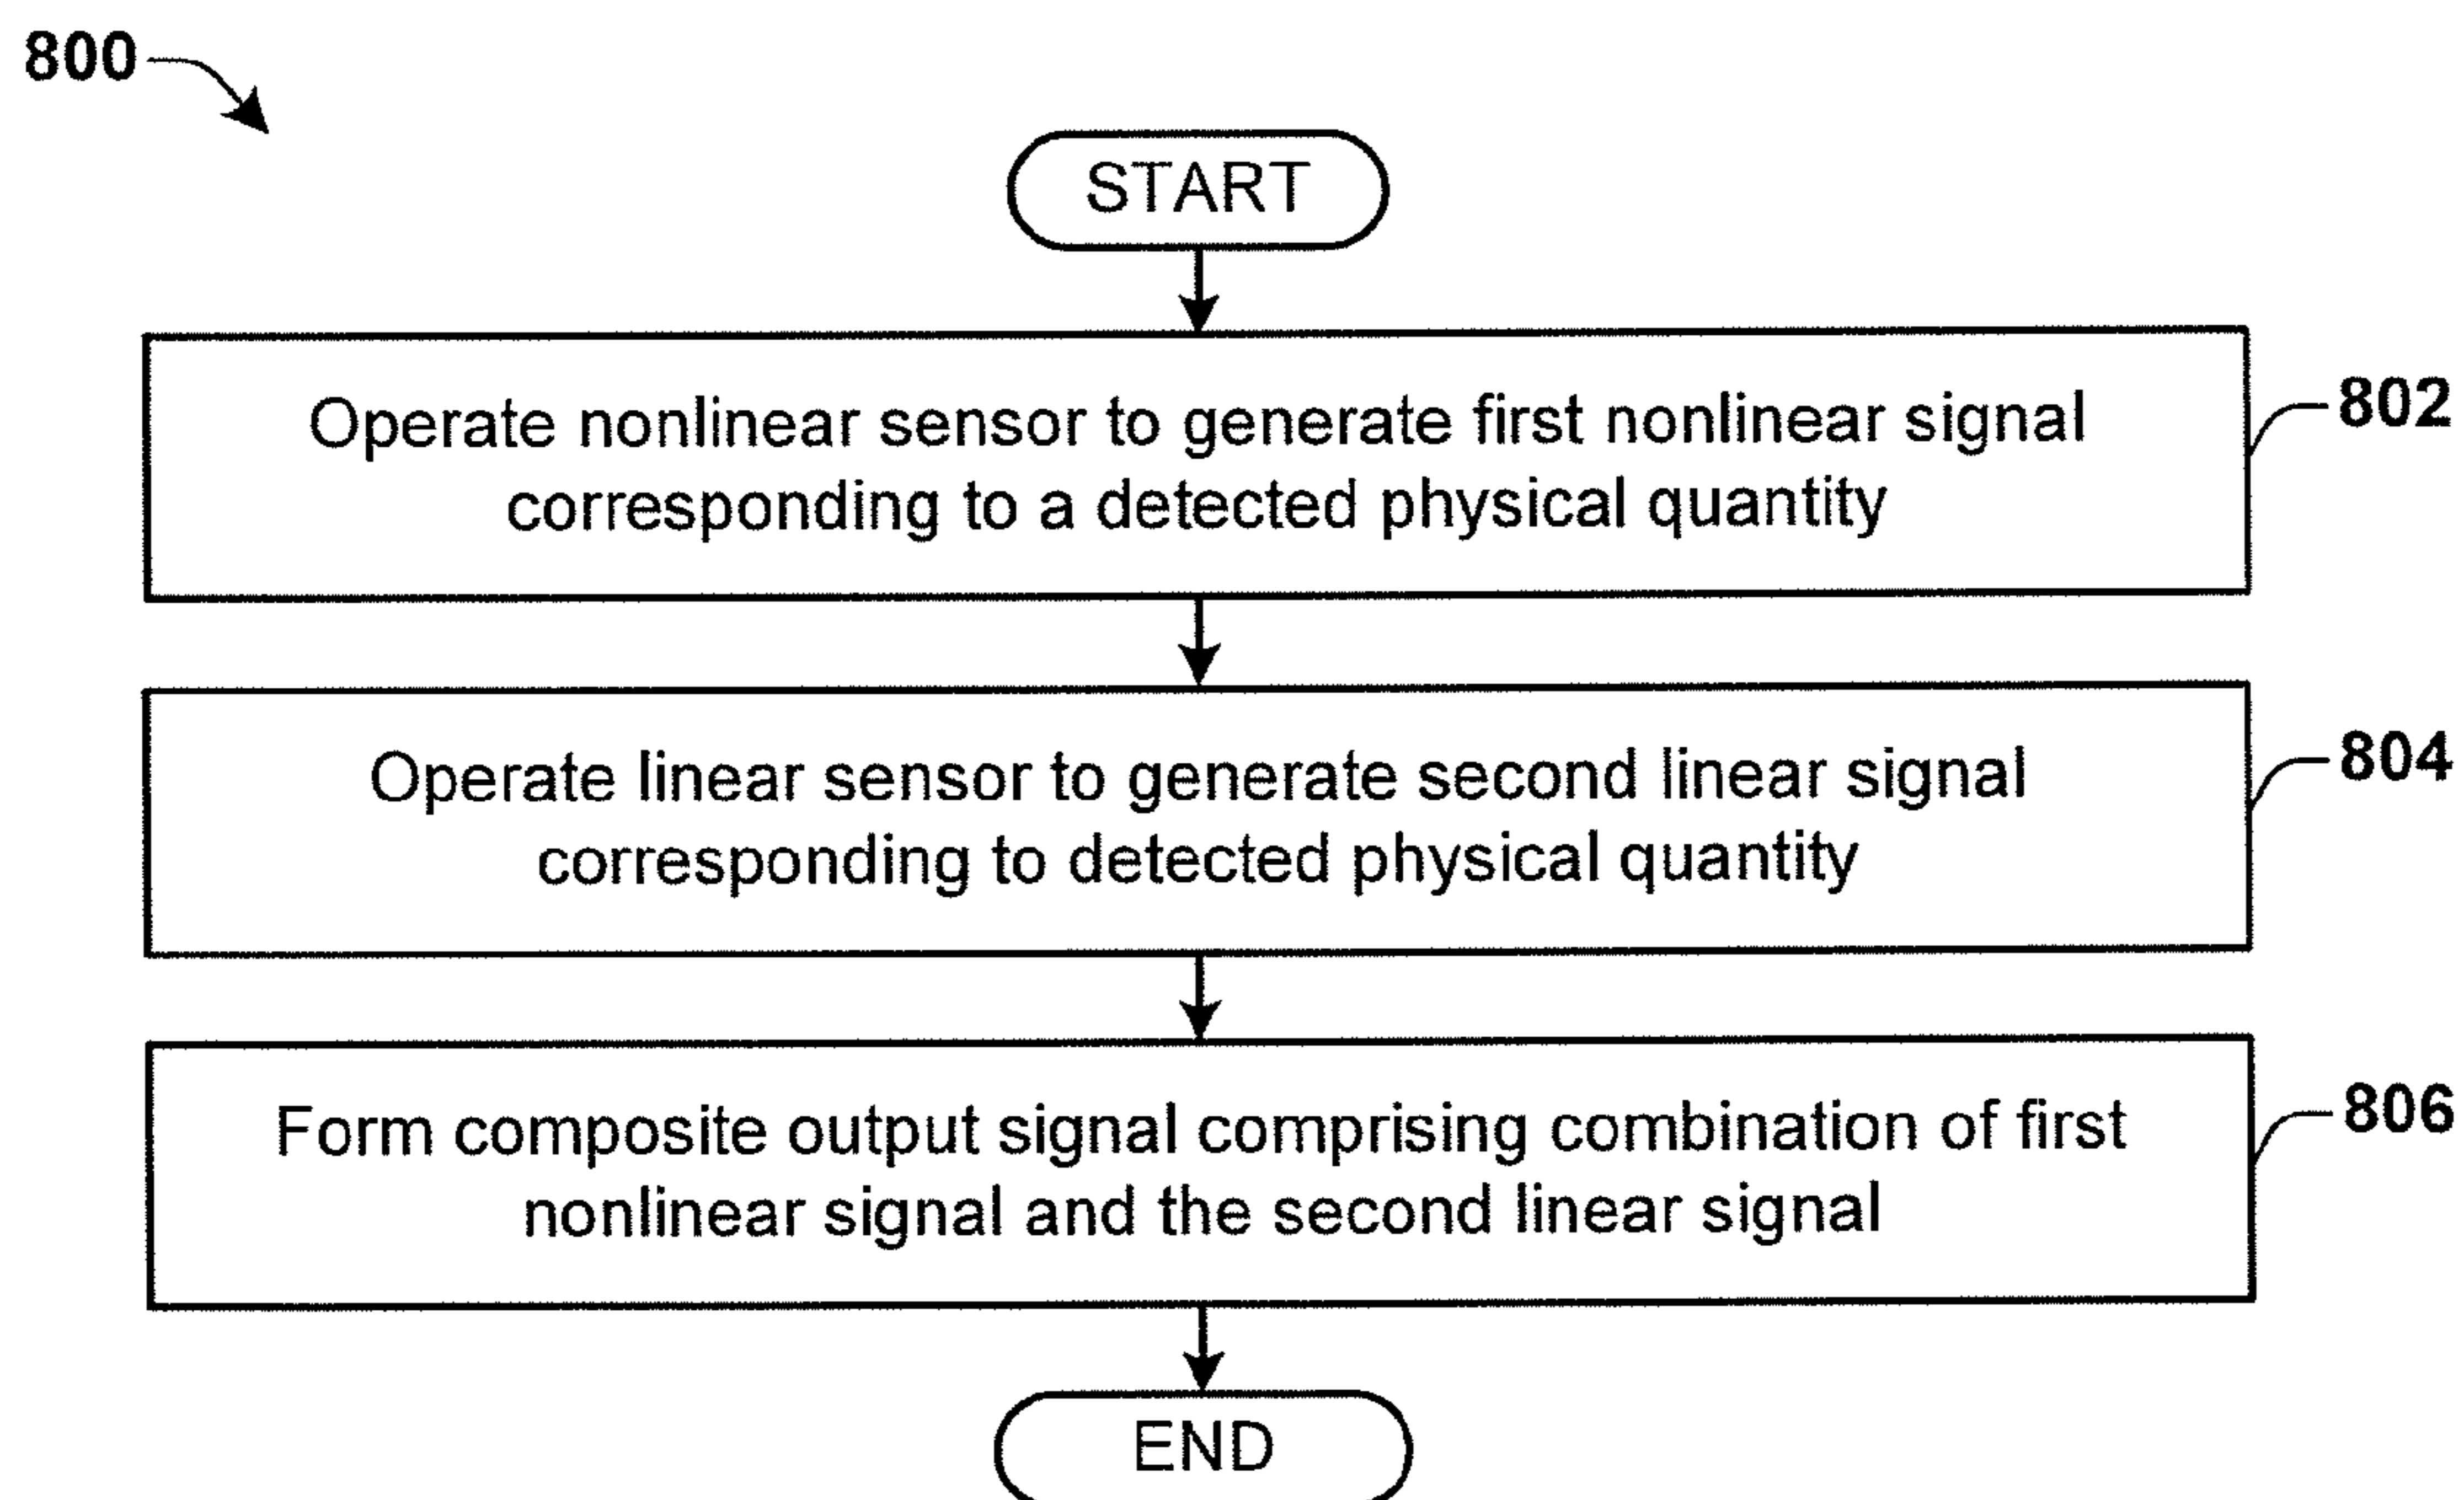 800
START
Operate nonlinear sensor to generate first nonlinear signal
corresponding to a detected physical quantity
802
Operate linear sensor to generate second linear signal
corresponding to detected physical quantity
804
Form composite output signal comprising combination of first
nonlinear signal and the second linear signal
806
END